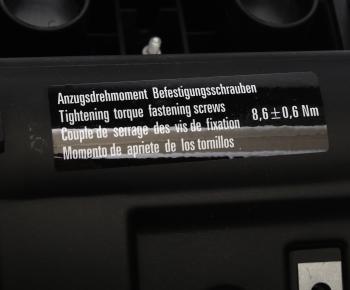 Anzugsdrehmoment Befestigungsschrauben
Tightening torque fastening screws 8,6±0,6 Nm
Couple de serrage des vis de fixation
Momento de apriete de los tornillos